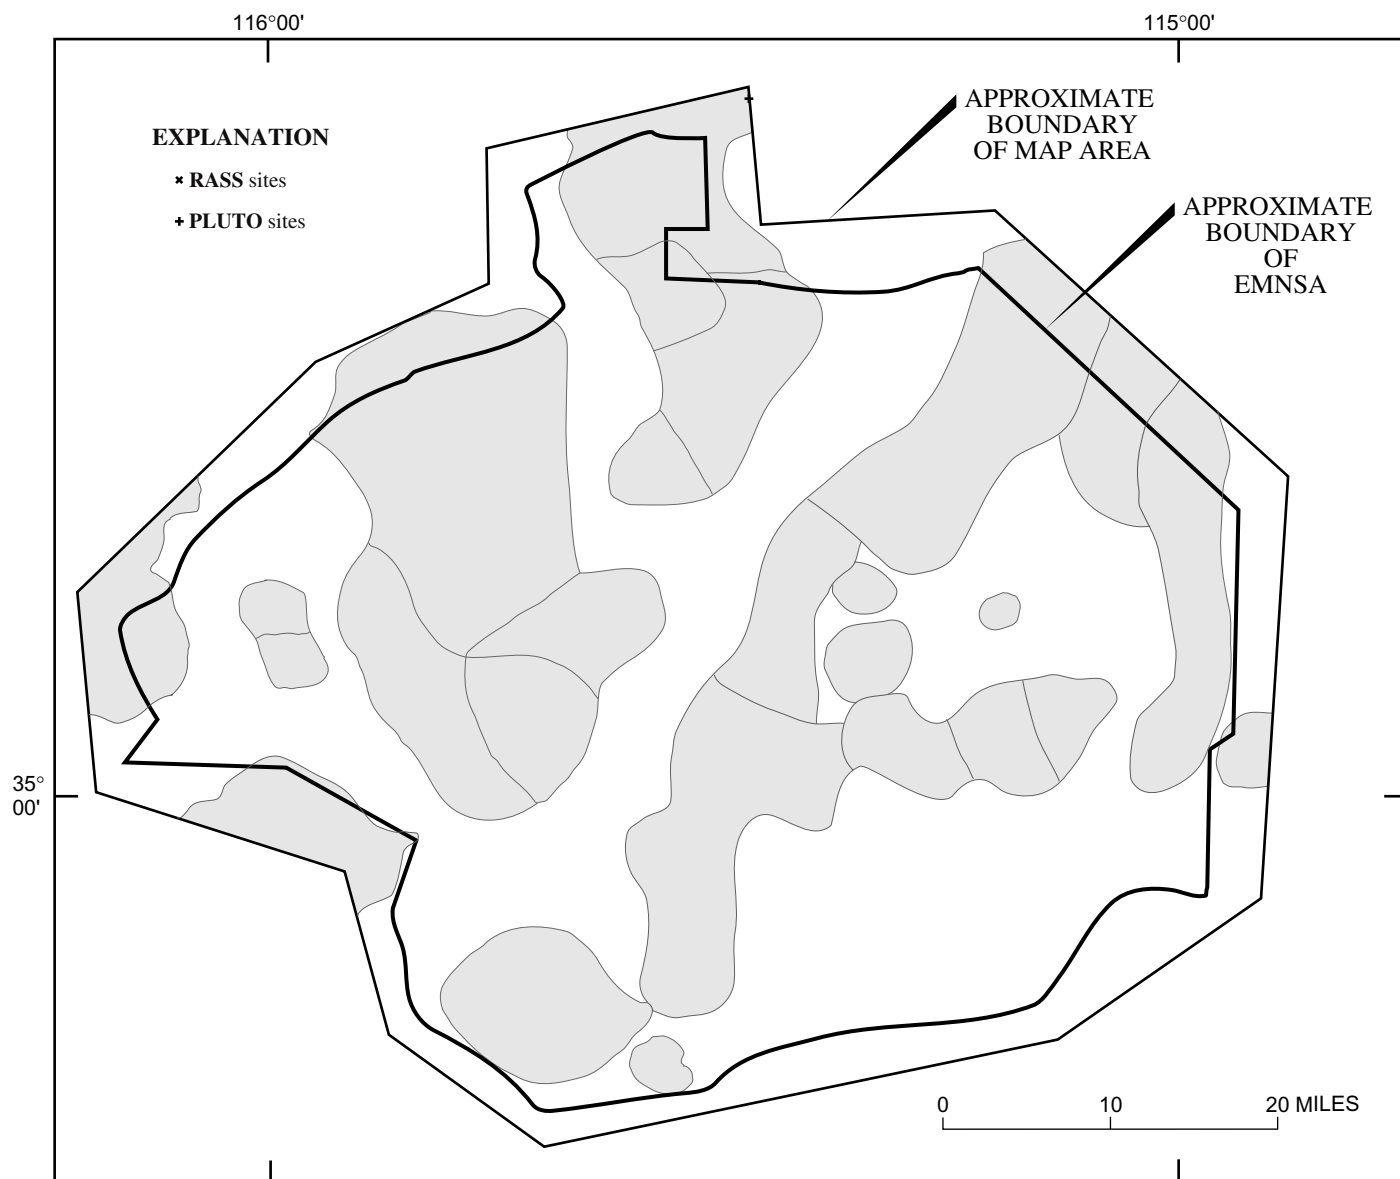 116°00'
115°00'
EXPLANATION
× RASS sites
+ PLUTO sites
APPROXIMATE
BOUNDARY
OF MAP AREA
APPROXIMATE
BOUNDARY
OF
EMNSA
35°
00'
0 10 20 MILES